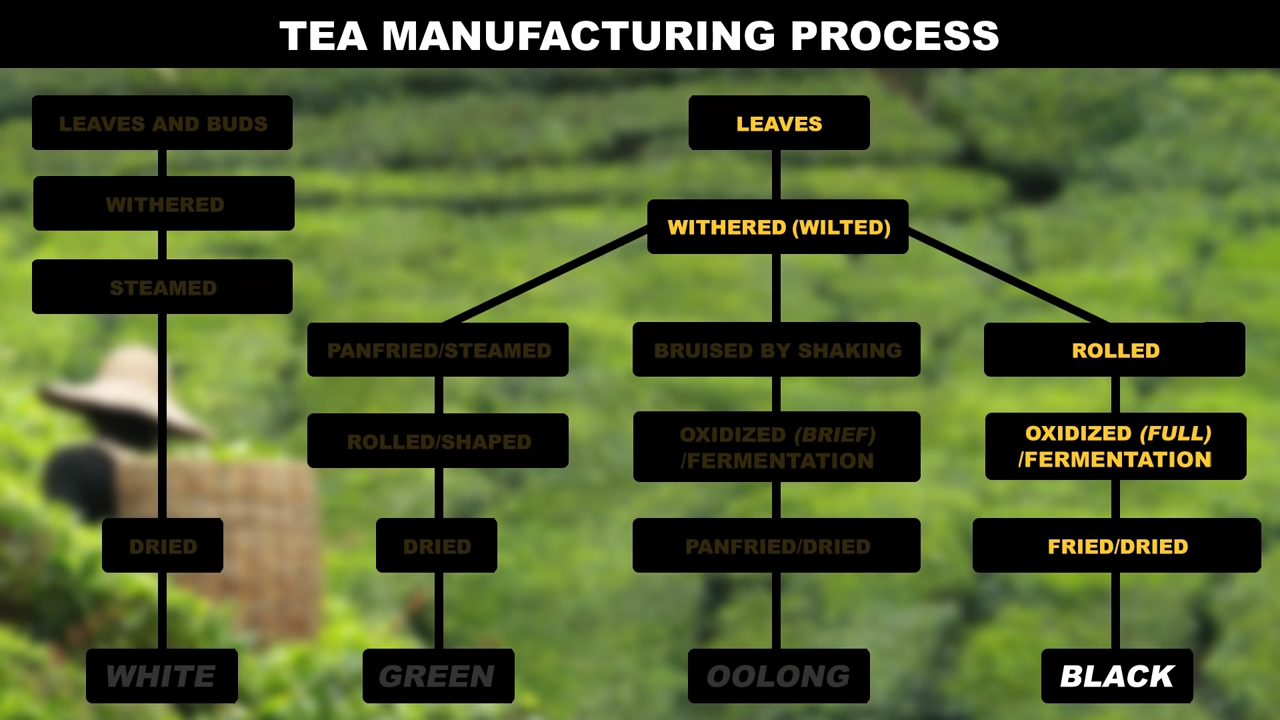 TEA MANUFACTURING PROCESS
LEAVES AND BUDS
WITHERED
STEAMED
DRIED
WHITE
LEAVES
WITHERED (WILTED)
PANFRIED/STEAMED
ROLLED/SHAPED
DRIED
GREEN
BRUISED BY SHAKING
OXIDIZED (BRIEF)
/FERMENTATION
PANFRIED/DRIED
OOLONG
ROLLED
OXIDIZED (FULL)
/FERMENTATION
FRIED/DRIED
BLACK